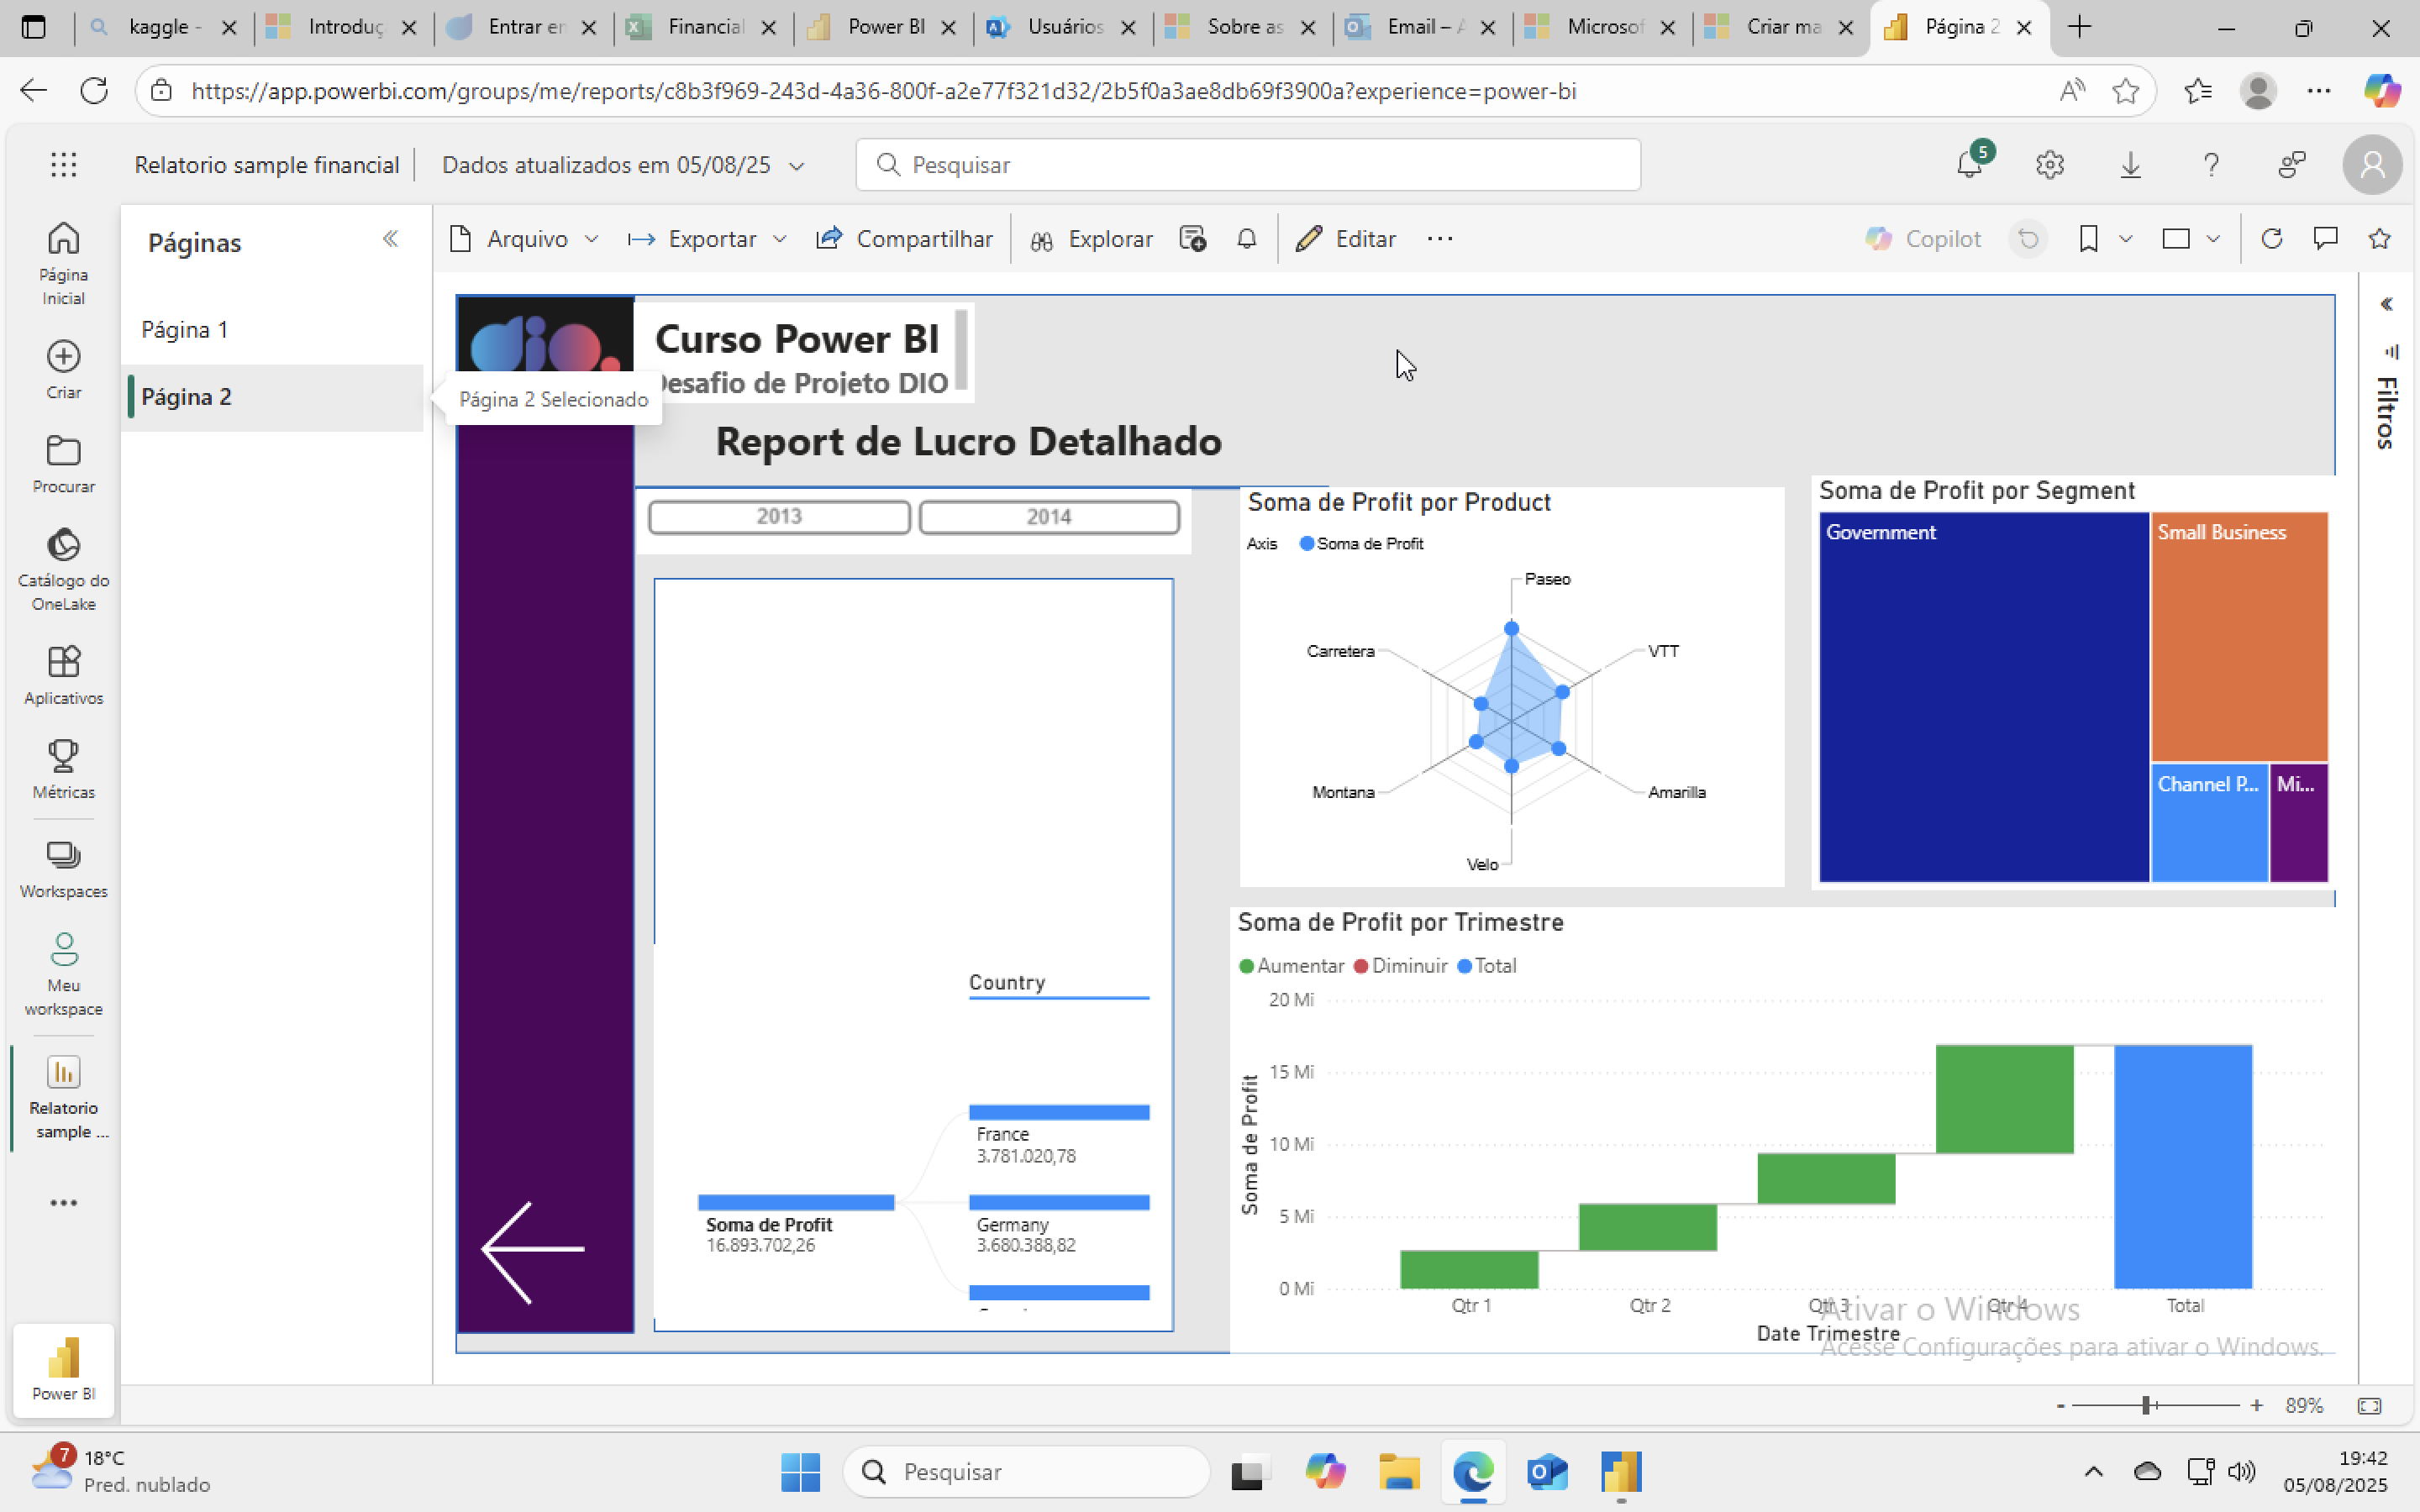 kaggle -
Introduç
Entrar en
Financial
Power BI
Usuários
Sobre as
Email – A
Microsof
Criar ma
Página 2
https://app.powerbi.com/groups/me/reports/c8b3f969-243d-4a36-800f-a2e77f321d32/2b5f0a3ae8db69f3900a?experience=power-bi
Relatorio sample financial
Dados atualizados em 05/08/25
Pesquisar
5
Páginas
Arquivo
Exportar
Compartilhar
Explorar
Editar
Copilot
Página Inicial
Criar
Procurar
Catálogo do OneLake
Aplicativos
Métricas
Workspaces
Meu workspace
Relatorio sample ...
Power BI
Página 1
Página 2
Página 2 Selecionado
dio.
Curso Power BI
Desafio de Projeto DIO
Report de Lucro Detalhado
Filtros
2013
2014
Country
France
3.781.020,78
Soma de Profit
16.893.702,26
Germany
3.680.388,82
Soma de Profit por Product
Axis
Soma de Profit
Paseo
Carretera
VTT
Montana
Amarilla
Velo
Soma de Profit por Segment
Government
Small Business
Channel P...
Mi...
Soma de Profit por Trimestre
Aumentar
Diminuir
Total
20 Mi
15 Mi
10 Mi
5 Mi
0 Mi
Soma de Profit
Qtr 1
Qtr 2
Qtr 3
Qtr 4
Total
Date Trimestre
Ativar o Windows
Acesse Configurações para ativar o Windows.
- + 89%
7
18°C
Pred. nublado
Pesquisar
19:42
05/08/2025